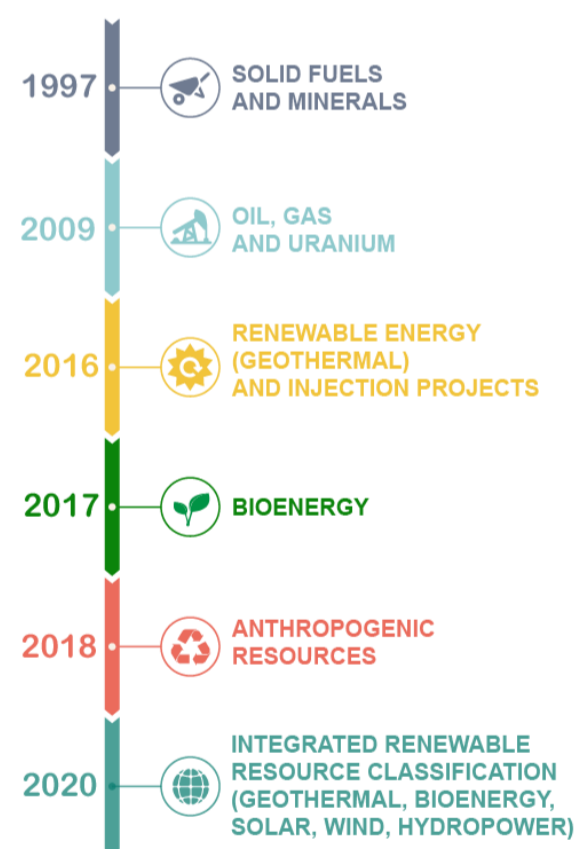 1997
SOLID FUELS
AND MINERALS
2009
OIL, GAS
AND URANIUM
2016
RENEWABLE ENERGY
(GEOTHERMAL)
AND INJECTION PROJECTS
2017
BIOENERGY
2018
ANTHROPOGENIC
RESOURCES
2020
INTEGRATED RENEWABLE
RESOURCE CLASSIFICATION
(GEOTHERMAL, BIOENERGY,
SOLAR, WIND, HYDROPOWER)